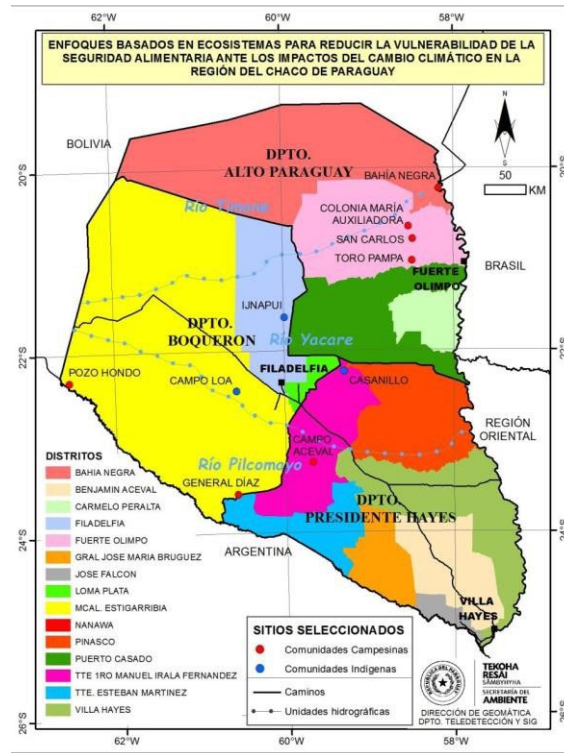 62°W
60°W
58°W
ENFOQUES BASADOS EN ECOSISTEMAS PARA REDUCIR LA VULNERABILIDAD DE LA
SEGURIDAD ALIMENTARIA ANTE LOS IMPACTOS DEL CAMBIO CLIMÁTICO EN LA
REGIÓN DEL CHACO DE PARAGUAY
N
BOLIVIA
DPTO.
ALTO PARAGUAY
20°S
20°S
50
KM
BAHÍA NEGRA
Río Timane
COLONIA MARÍA
AUXILIADORA
SAN CARLOS
TORO PAMPA
FUERTE
OLIMPO
BRASIL
IJNAPUI
DPTO.
BOQUERON
Río Yacare
22°S
22°S
FILADELFIA
POZO HONDO
CAMPO LOA
CASANILLO
REGIÓN
ORIENTAL
CAMPO
ACEVAL
Río Pilcomayo
GENERAL DÍAZ
DPTO.
PRESIDENTE HAYES
24°S
24°S
ARGENTINA
VILLA
HAYES
DISTRITOS
BAHIA NEGRA
BENJAMIN ACEVAL
CARMELO PERALTA
FILADELFIA
FUERTE OLIMPO
GRAL JOSE MARIA BRUGUEZ
JOSE FALCON
LOMA PLATA
MCAL. ESTIGARRIBIA
NANAWA
PINASCO
PUERTO CASADO
TTE 1RO MANUEL IRALA FERNANDEZ
TTE. ESTEBAN MARTINEZ
VILLA HAYES
SITIOS SELECCIONADOS
Comunidades Campesinas
Comunidades Indígenas
Caminos
Unidades hidrográficas
TEKOHA
RESÃI
SÃMBYHYHA
SECRETARÍA DEL
AMBIENTE
DIRECCIÓN DE GEOMÁTICA
DPTO. TELEDETECCIÓN Y SIG
26°S
26°S
62°W
60°W
58°W